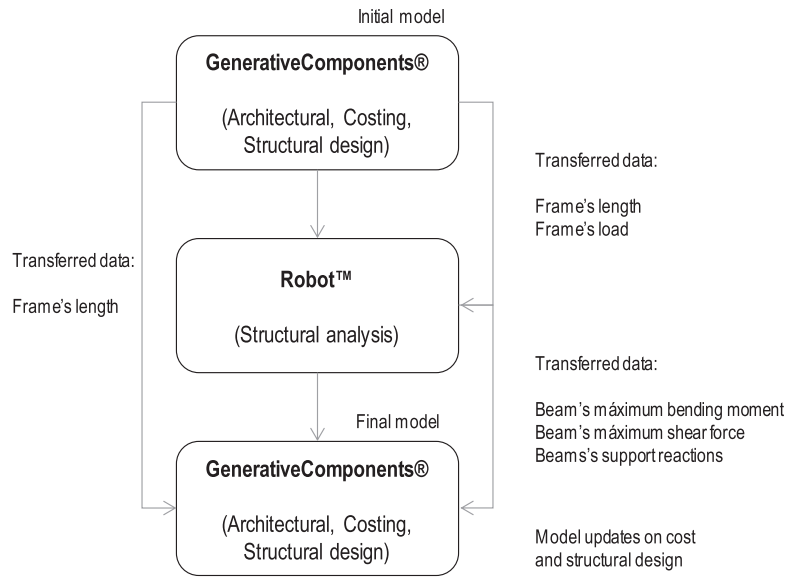 Initial model
GenerativeComponents®
(Architectural, Costing,
Structural design)
Transferred data:
Frame's length
Frame's load
Transferred data:
Frame's length
Robot™
(Structural analysis)
Transferred data:
Beam's máximum bending moment
Beam's máximum shear force
Beams's support reactions
Final model
GenerativeComponents®
(Architectural, Costing,
Structural design)
Model updates on cost
and structural design